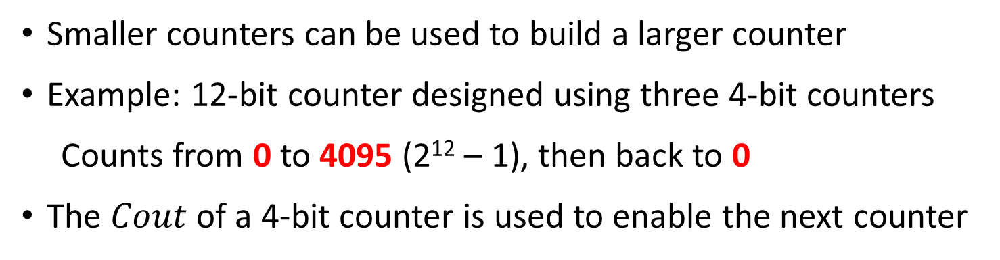 • Smaller counters can be used to build a larger counter
• Example: 12-bit counter designed using three 4-bit counters
Counts from 0 to 4095 (2¹² – 1), then back to 0
• The Cout of a 4-bit counter is used to enable the next counter